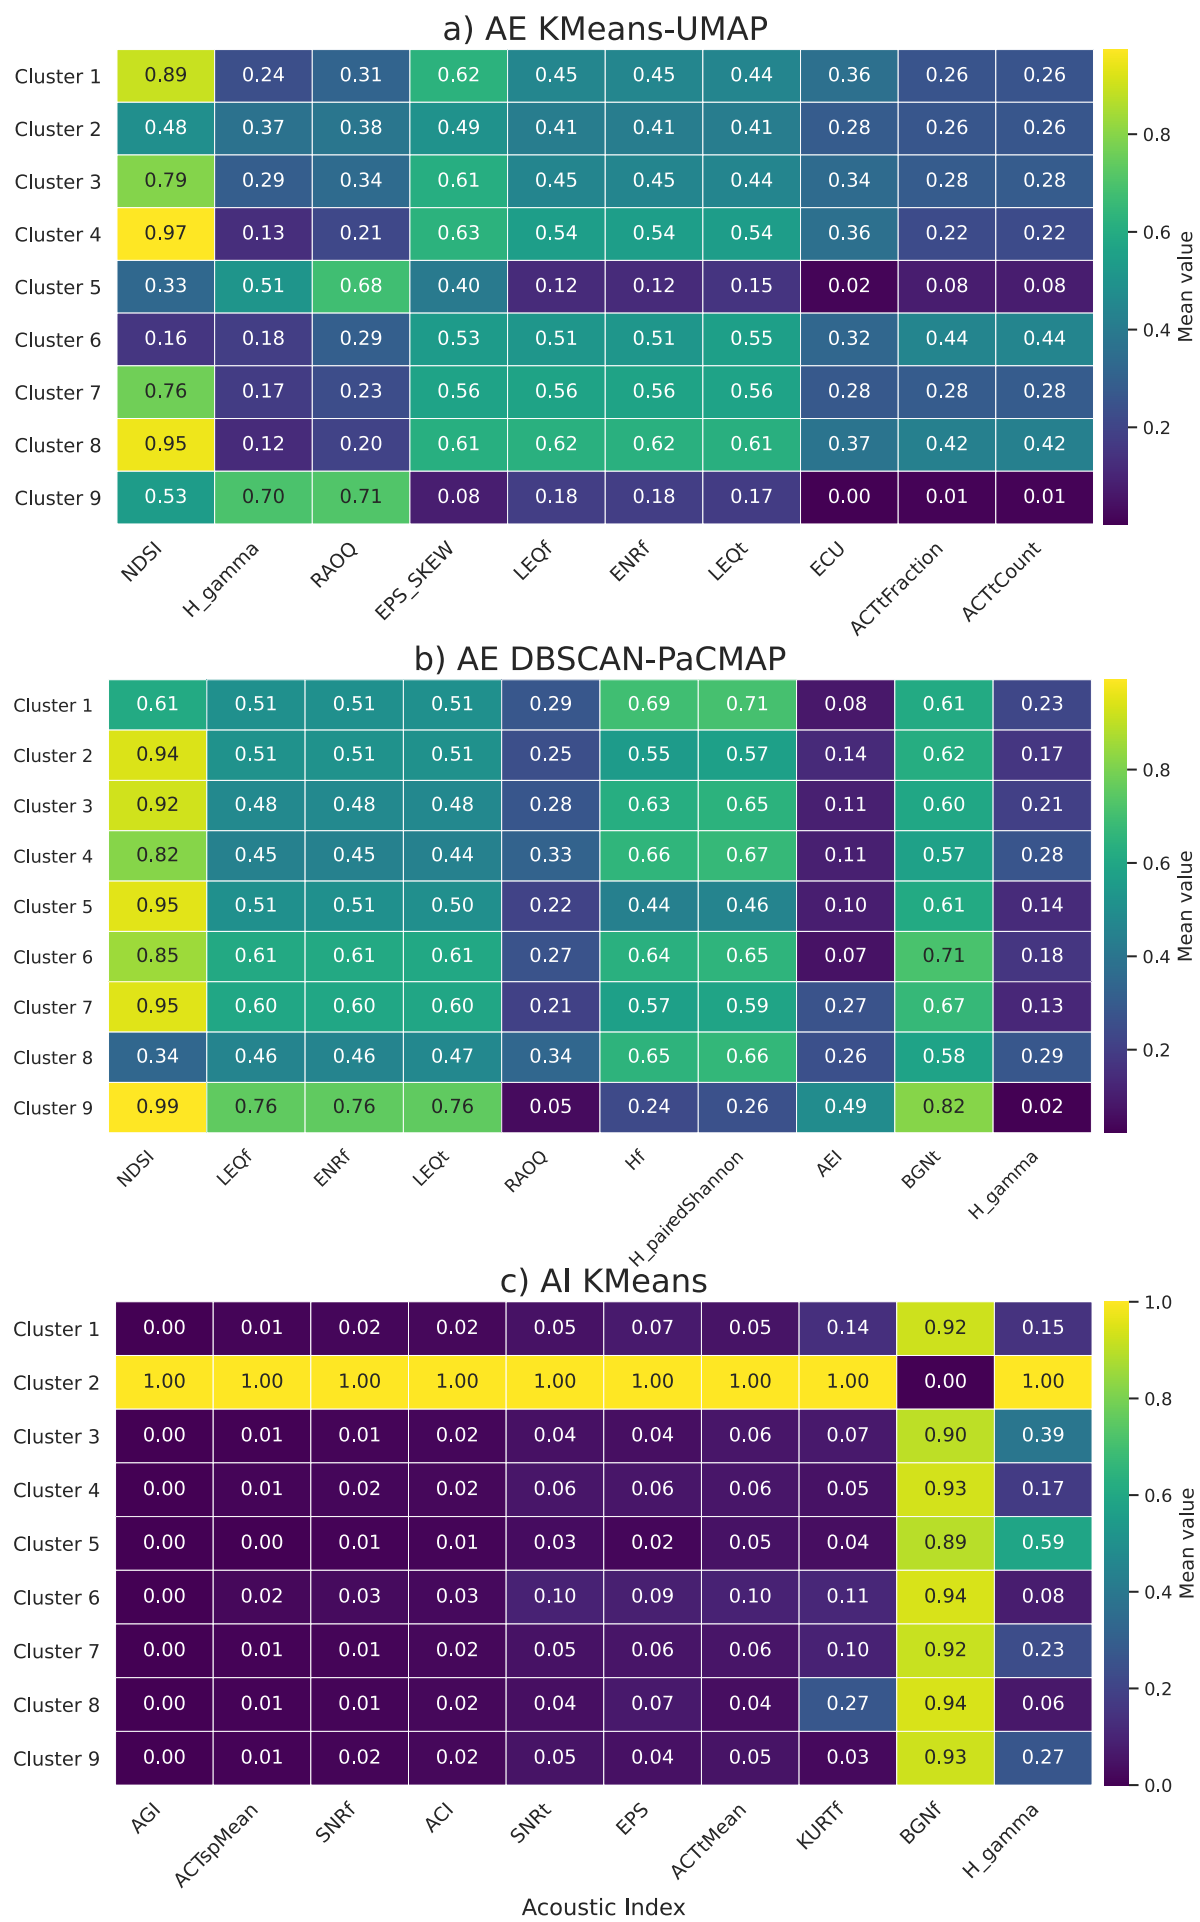 a) AE KMeans-UMAP
Cluster 1 0.89 0.24 0.31 0.62 0.45 0.45 0.44 0.36 0.26 0.26
Cluster 2 0.48 0.37 0.38 0.49 0.41 0.41 0.41 0.28 0.26 0.26
Cluster 3 0.79 0.29 0.34 0.61 0.45 0.45 0.44 0.34 0.28 0.28
Cluster 4 0.97 0.13 0.21 0.63 0.54 0.54 0.54 0.36 0.22 0.22
Cluster 5 0.33 0.51 0.68 0.40 0.12 0.12 0.15 0.02 0.08 0.08
Cluster 6 0.16 0.18 0.29 0.53 0.51 0.51 0.55 0.32 0.44 0.44
Cluster 7 0.76 0.17 0.23 0.56 0.56 0.56 0.56 0.28 0.28 0.28
Cluster 8 0.95 0.12 0.20 0.61 0.62 0.62 0.61 0.37 0.42 0.42
Cluster 9 0.53 0.70 0.71 0.08 0.18 0.18 0.17 0.00 0.01 0.01
NDSI H_gamma RAOQ EPS_SKEW LEQf ENRf LEQt ECU ACTtFraction ACTtCount
0.8
0.6
0.4
0.2
Mean value
b) AE DBSCAN-PaCMAP
Cluster 1 0.61 0.51 0.51 0.51 0.29 0.69 0.71 0.08 0.61 0.23
Cluster 2 0.94 0.51 0.51 0.51 0.25 0.55 0.57 0.14 0.62 0.17
Cluster 3 0.92 0.48 0.48 0.48 0.28 0.63 0.65 0.11 0.60 0.21
Cluster 4 0.82 0.45 0.45 0.44 0.33 0.66 0.67 0.11 0.57 0.28
Cluster 5 0.95 0.51 0.51 0.50 0.22 0.44 0.46 0.10 0.61 0.14
Cluster 6 0.85 0.61 0.61 0.61 0.27 0.64 0.65 0.07 0.71 0.18
Cluster 7 0.95 0.60 0.60 0.60 0.21 0.57 0.59 0.27 0.67 0.13
Cluster 8 0.34 0.46 0.46 0.47 0.34 0.65 0.66 0.26 0.58 0.29
Cluster 9 0.99 0.76 0.76 0.76 0.05 0.24 0.26 0.49 0.82 0.02
NDSI LEQf ENRf LEQt RAOQ Hf H_pairedShannon AEI BGNt H_gamma
0.8
0.6
0.4
0.2
Mean value
c) AI KMeans
Cluster 1 0.00 0.01 0.02 0.02 0.05 0.07 0.05 0.14 0.92 0.15
Cluster 2 1.00 1.00 1.00 1.00 1.00 1.00 1.00 1.00 0.00 1.00
Cluster 3 0.00 0.01 0.01 0.02 0.04 0.04 0.06 0.07 0.90 0.39
Cluster 4 0.00 0.01 0.02 0.02 0.06 0.06 0.06 0.05 0.93 0.17
Cluster 5 0.00 0.00 0.01 0.01 0.03 0.02 0.05 0.04 0.89 0.59
Cluster 6 0.00 0.02 0.03 0.03 0.10 0.09 0.10 0.11 0.94 0.08
Cluster 7 0.00 0.01 0.01 0.02 0.05 0.06 0.06 0.10 0.92 0.23
Cluster 8 0.00 0.01 0.01 0.02 0.04 0.07 0.04 0.27 0.94 0.06
Cluster 9 0.00 0.01 0.02 0.02 0.05 0.04 0.05 0.03 0.93 0.27
AGI ACTspMean SNRf ACI SNRt EPS ACTtMean KURTf BGNf H_gamma
1.0
0.8
0.6
0.4
0.2
0.0
Mean value
Acoustic Index